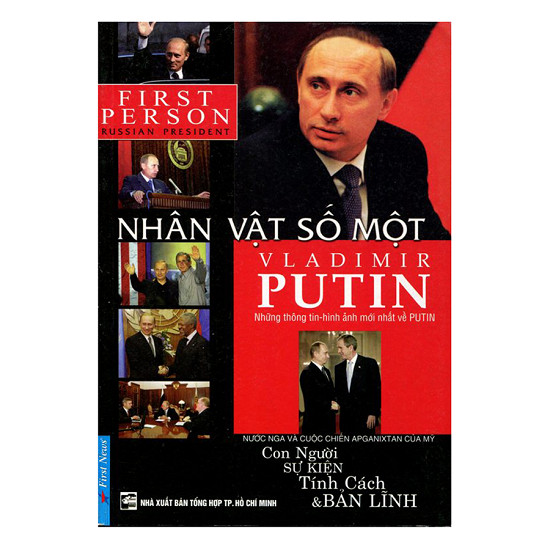 FIRST
PERSON
RUSSIAN PRESIDENT
NHÂN VẬT SỐ MỘT
VLADIMIR
PUTIN
Những thông tin-hình ảnh mới nhất về PUTIN
NƯỚC NGA VÀ CUỘC CHIẾN APGANIXTAN CỦA MỸ
Con Người
SỰ KIỆN
Tính Cách
& BẢN LĨNH
First News
NHÀ XUẤT BẢN TỔNG HỢP TP. HỒ CHÍ MINH